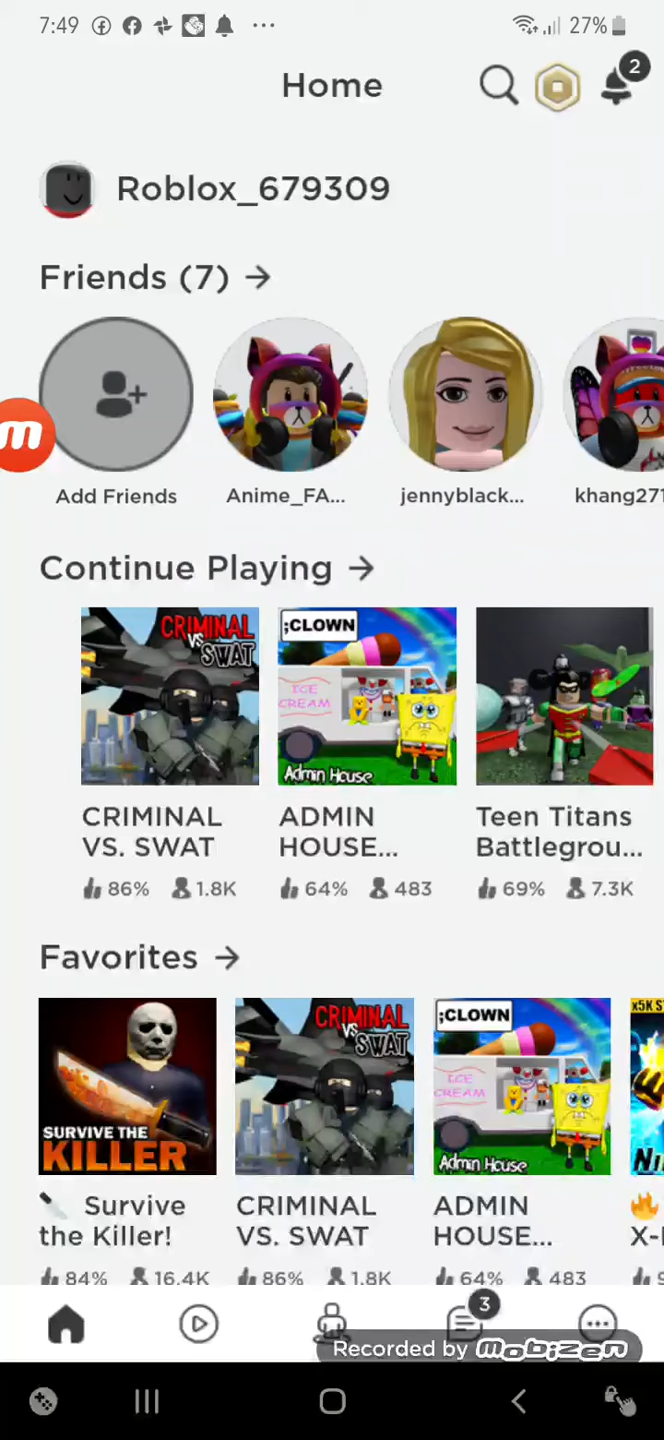 7:49 27%
Home
2
Roblox_679309
Friends (7)
m
Add Friends Anime_FA... jennyblack... khang271
Continue Playing
CRIMINAL VS SWAT
;CLOWN
ICE CREAM
Admin House
CRIMINAL VS. SWAT
ADMIN HOUSE...
Teen Titans Battlegrou...
86% 1.8K 64% 483 69% 7.3K
Favorites
SURVIVE THE
KILLER
CRIMINAL VS SWAT
;CLOWN
ICE CREAM
Admin House
x5K
Survive the Killer!
CRIMINAL VS. SWAT
ADMIN HOUSE...
84% 16.4K 86% 1.8K 64% 483
3
Recorded by mobizen